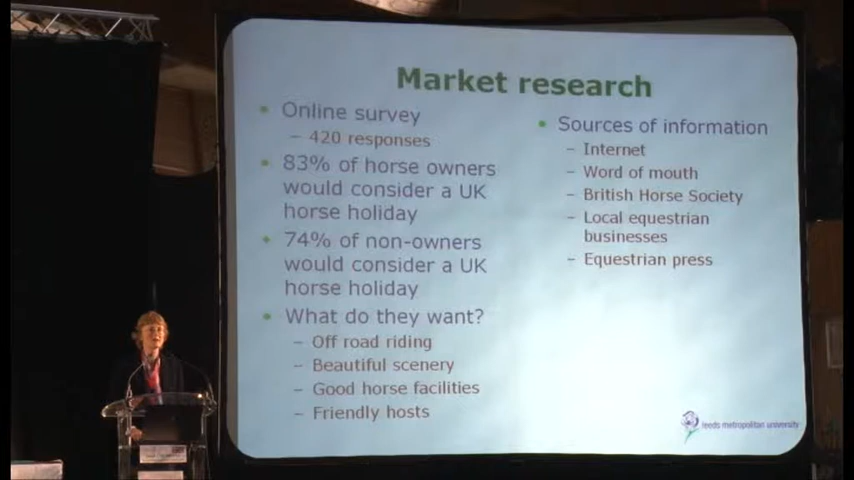 Market research
Online survey
– 420 responses
83% of horse owners
would consider a UK
horse holiday
74% of non-owners
would consider a UK
horse holiday
What do they want?
– Off road riding
– Beautiful scenery
– Good horse facilities
– Friendly hosts
Sources of information
– Internet
– Word of mouth
– British Horse Society
– Local equestrian
businesses
– Equestrian press
leeds metropolitan university